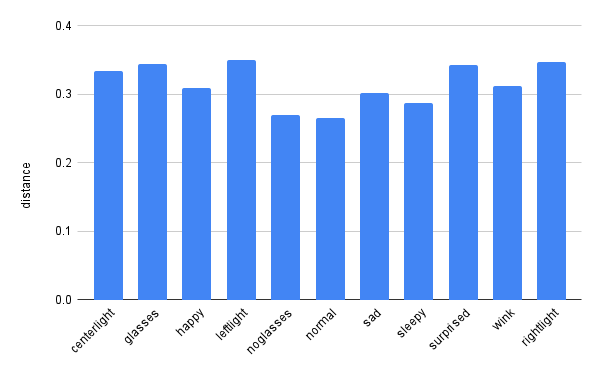 0.4
0.3
0.2
0.1
0.0
distance
centerlight
glasses
happy
leftlight
noglasses
normal
sad
sleepy
surprised
wink
rightlight